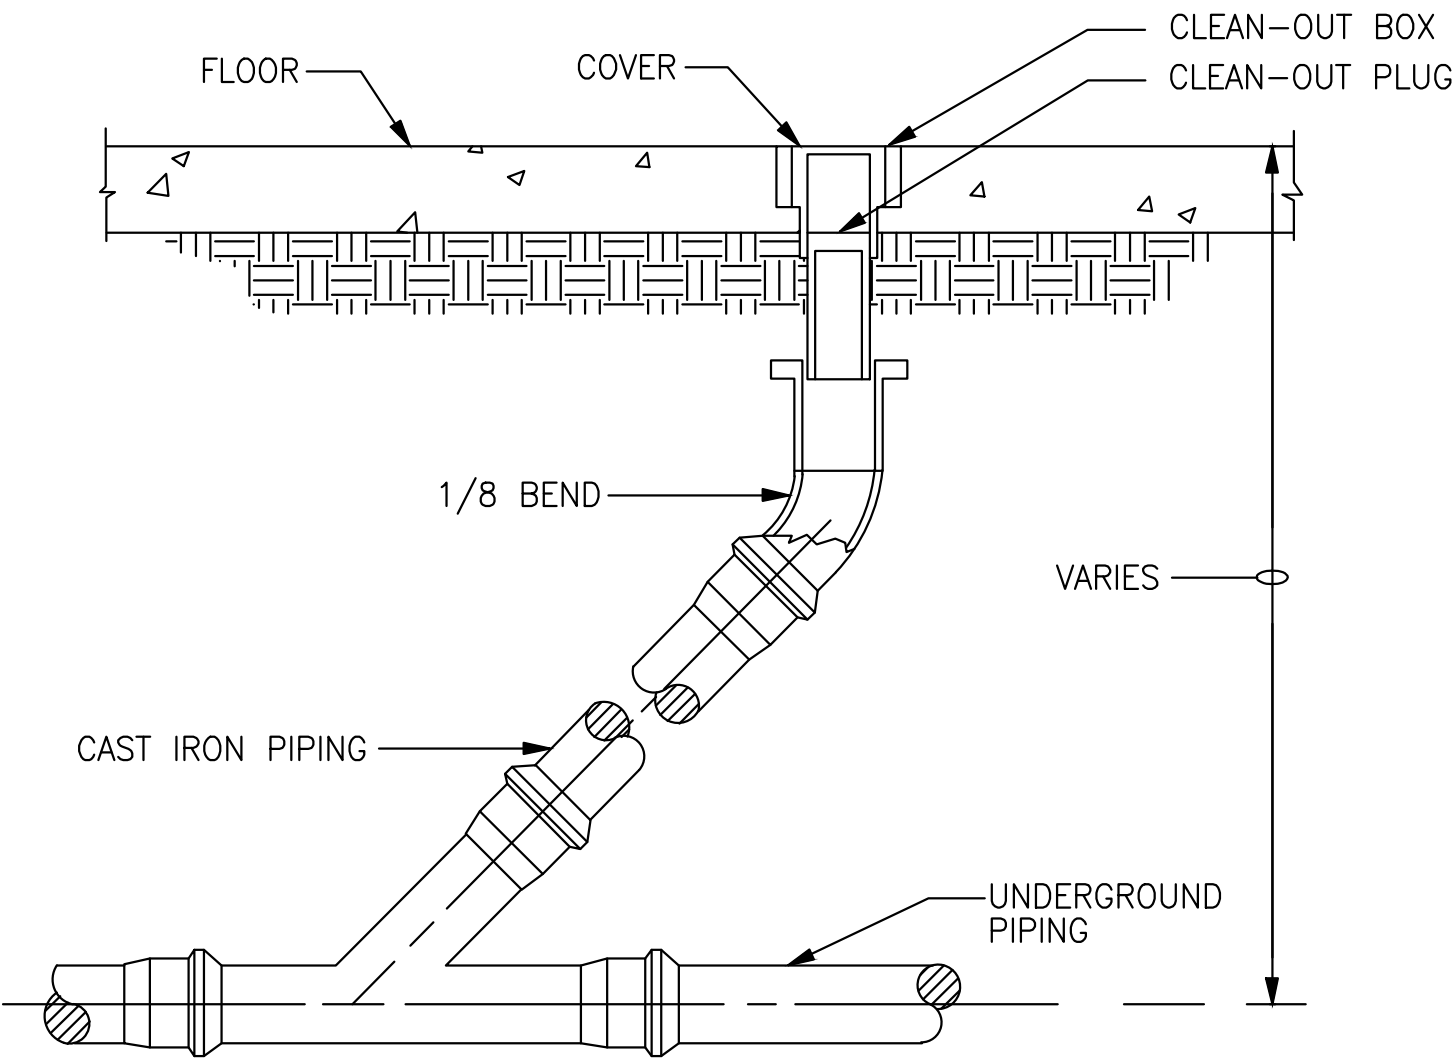 CLEAN-OUT BOX
FLOOR
COVER
CLEAN-OUT PLUG
1/8 BEND
VARIES
CAST IRON PIPING
UNDERGROUND
PIPING